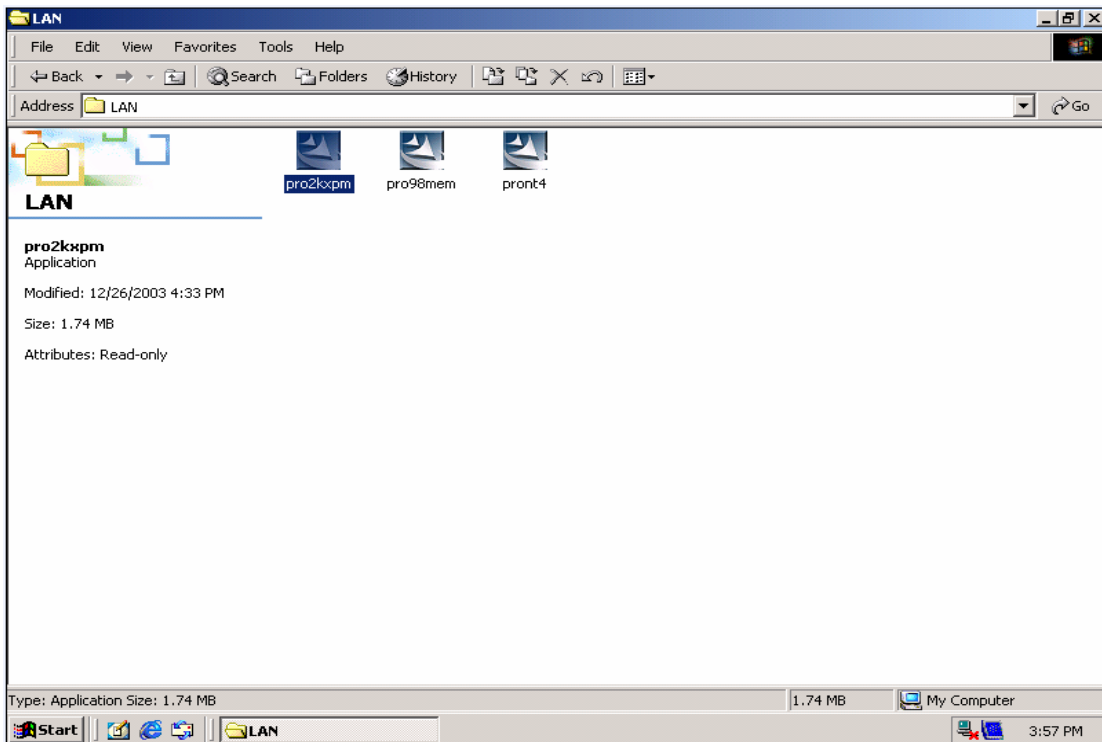 LAN
File Edit View Favorites Tools Help
Back Search Folders History
Address LAN Go
pro2kxpm pro98mem pront4
LAN
pro2kxpm
Application
Modified: 12/26/2003 4:33 PM
Size: 1.74 MB
Attributes: Read-only
Type: Application Size: 1.74 MB 1.74 MB My Computer
Start LAN 3:57 PM